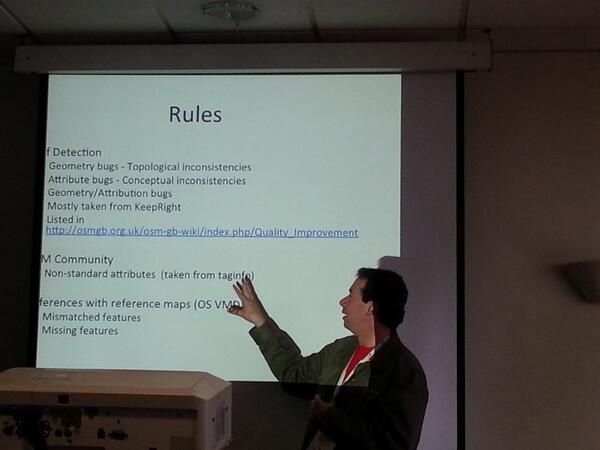 Rules
f Detection
Geometry bugs - Topological inconsistencies
Attribute bugs - Conceptual inconsistencies
Geometry/Attribution bugs
Mostly taken from KeepRight
Listed in
http://osmgb.org.uk/osm-gb-wiki/index.php/Quality_Improvement
M Community
Non-standard attributes (taken from taginfo)
ferences with reference maps (OS VMD
Mismatched features
Missing features